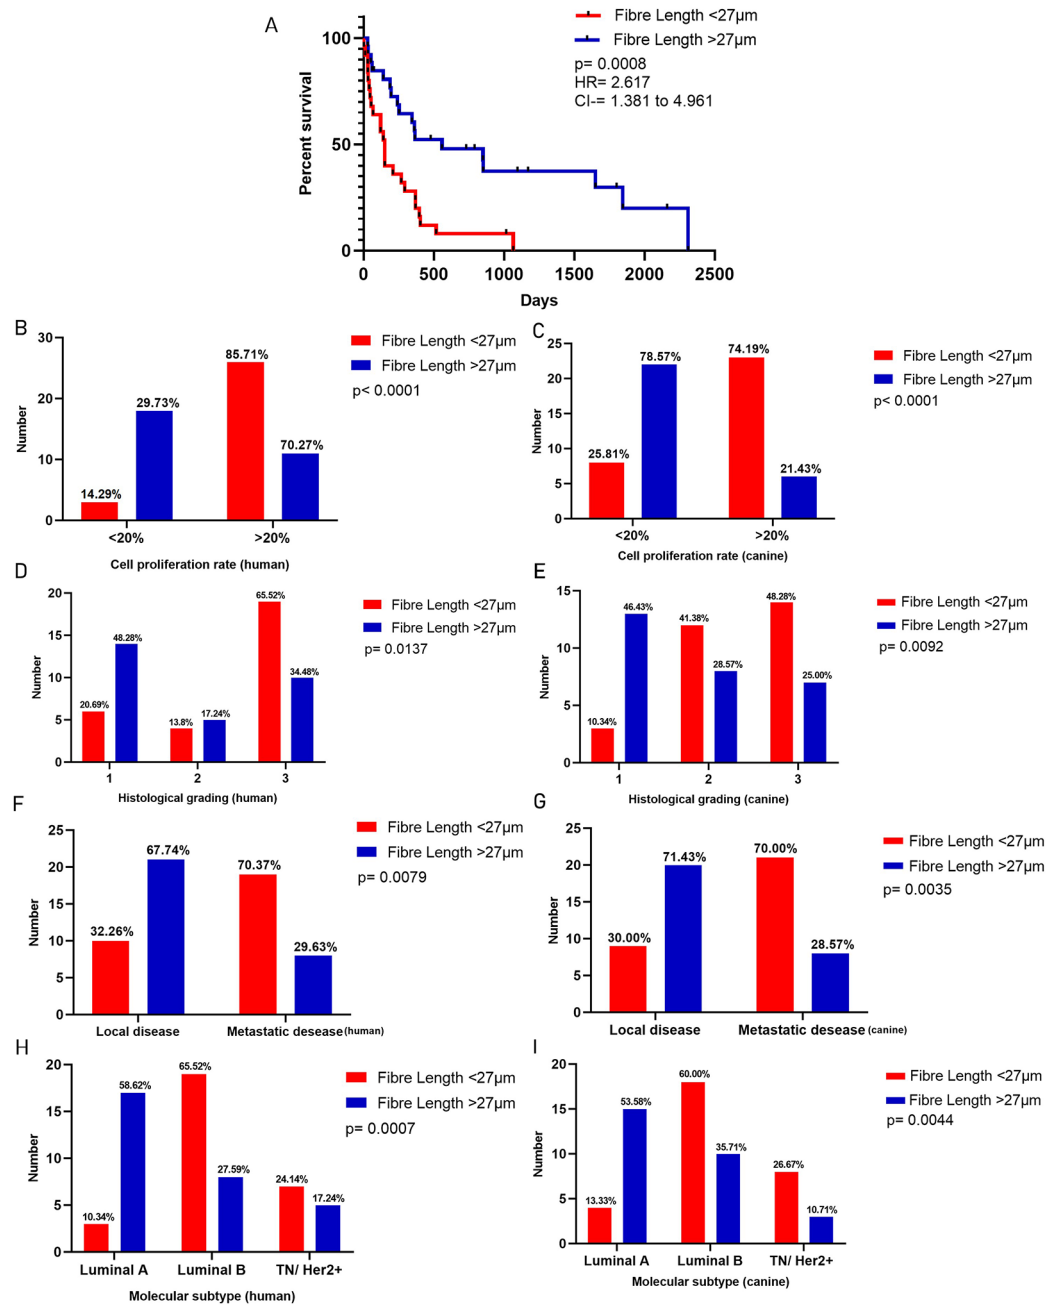 A
Fibre Length <27µm
Fibre Length >27µm
p= 0.0008
HR= 2.617
CI-= 1.381 to 4.961
Percent survival
100
50
0
0 500 1000 1500 2000 2500
Days
B
Fibre Length <27µm
Fibre Length >27µm
p< 0.0001
Number
30
20
10
0
14.29% 29.73% 85.71% 70.27%
<20% >20%
Cell proliferation rate (human)
C
Fibre Length <27µm
Fibre Length >27µm
p< 0.0001
Number
25
20
15
10
5
0
25.81% 78.57% 74.19% 21.43%
<20% >20%
Cell proliferation rate (canine)
D
Fibre Length <27µm
Fibre Length >27µm
p= 0.0137
Number
20
15
10
5
0
20.69% 48.28% 13.8% 17.24% 65.52% 34.48%
1 2 3
Histological grading (human)
E
Fibre Length <27µm
Fibre Length >27µm
p= 0.0092
Number
15
10
5
0
10.34% 46.43% 41.38% 28.57% 48.28% 25.00%
1 2 3
Histological grading (canine)
F
Fibre Length <27µm
Fibre Length >27µm
p= 0.0079
Number
25
20
15
10
5
0
32.26% 67.74% 70.37% 29.63%
Local disease Metastatic desease (human)
G
Fibre Length <27µm
Fibre Length >27µm
p= 0.0035
Number
25
20
15
10
5
0
30.00% 71.43% 70.00% 28.57%
Local disease Metastatic desease (canine)
H
Fibre Length <27µm
Fibre Length >27µm
p= 0.0007
Number
20
15
10
5
0
10.34% 58.62% 65.52% 27.59% 24.14% 17.24%
Luminal A Luminal B TN/ Her2+
Molecular subtype (human)
I
Fibre Length <27µm
Fibre Length >27µm
p= 0.0044
Number
20
15
10
5
0
13.33% 53.58% 60.00% 35.71% 26.67% 10.71%
Luminal A Luminal B TN/ Her2+
Molecular subtype (canine)